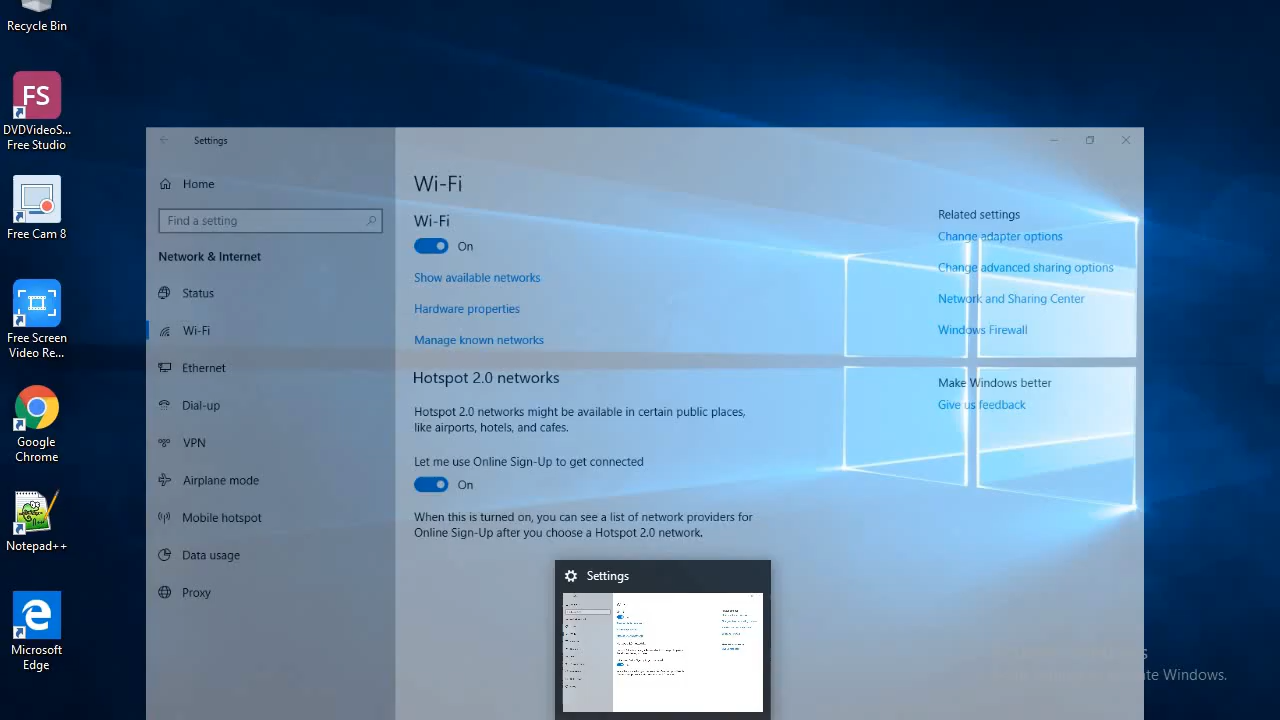 Recycle Bin
FS
DVDVideoS...
Free Studio
Free Cam 8
Free Screen
Video Re...
Google
Chrome
Notepad++
Microsoft
Edge
Settings
Home
Find a setting
Network & Internet
Status
Wi-Fi
Ethernet
Dial-up
VPN
Airplane mode
Mobile hotspot
Data usage
Proxy
Wi-Fi
Wi-Fi
On
Show available networks
Hardware properties
Manage known networks
Hotspot 2.0 networks
Hotspot 2.0 networks might be available in certain public places,
like airports, hotels, and cafes.
Let me use Online Sign-Up to get connected
On
When this is turned on, you can see a list of network providers for
Online Sign-Up after you choose a Hotspot 2.0 network.
Related settings
Change adapter options
Change advanced sharing options
Network and Sharing Center
Windows Firewall
Make Windows better
Give us feedback
Settings
Windows.